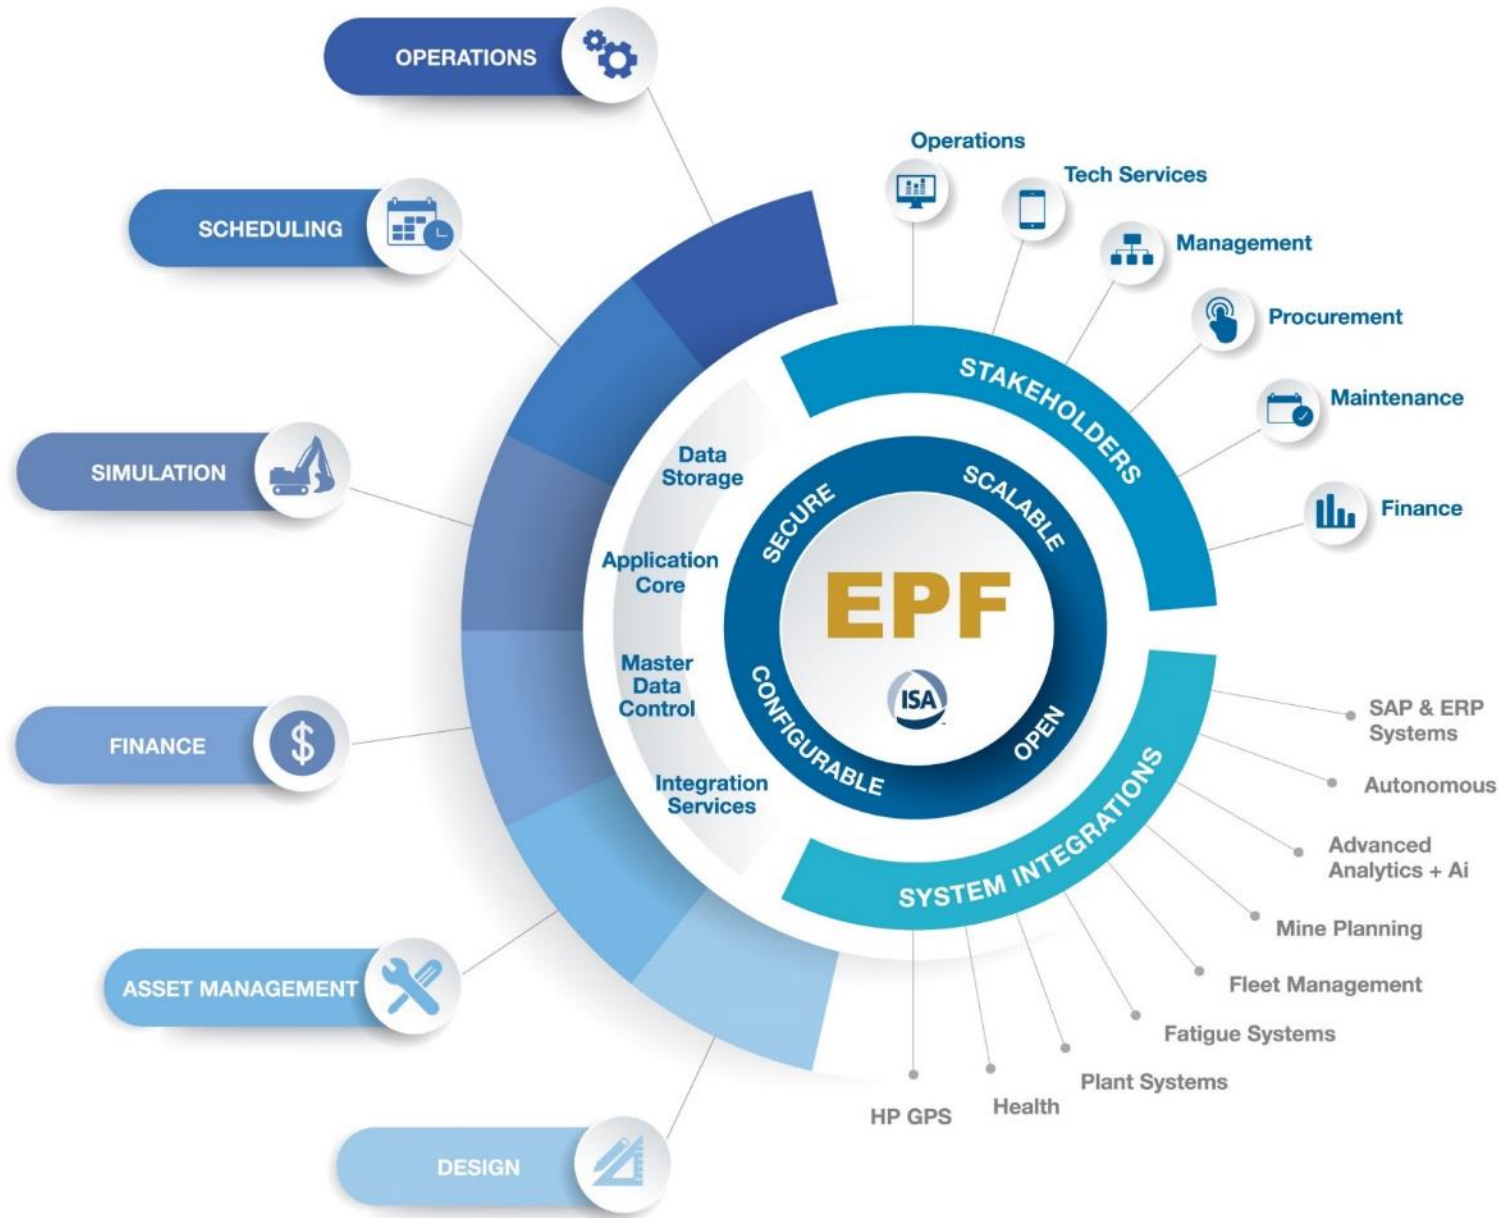 OPERATIONS
SCHEDULING
SIMULATION
FINANCE
ASSET MANAGEMENT
DESIGN
Data
Storage
Application
Core
Master
Data
Control
Integration
Services
SECURE
SCALABLE
CONFIGURABLE
OPEN
EPF
ISA
STAKEHOLDERS
Operations
Tech Services
Management
Procurement
Maintenance
Finance
SYSTEM INTEGRATIONS
SAP & ERP
Systems
Autonomous
Advanced
Analytics + Ai
Mine Planning
Fleet Management
Fatigue Systems
Plant Systems
Health
HP GPS